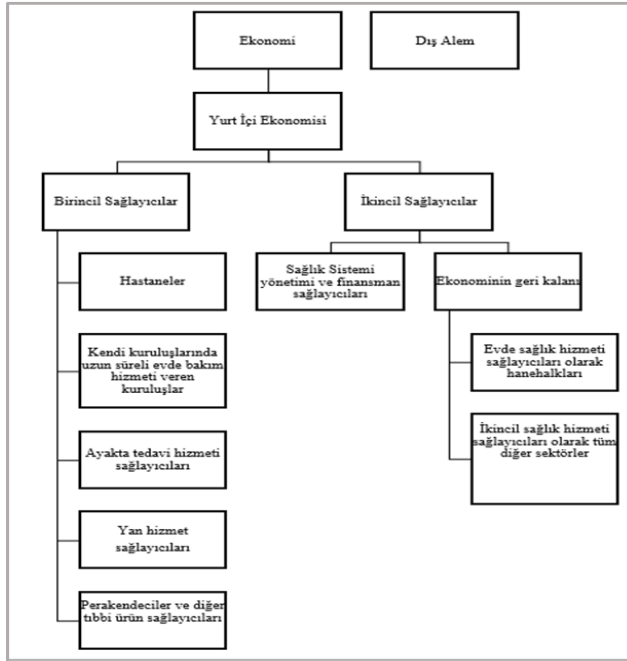 Ekonomi
Dış Alem
Yurt İçi Ekonomisi
Birincil Sağlayıcılar
İkincil Sağlayıcılar
Hastaneler
Kendi kuruluşlarında
uzun süreli evde bakım
hizmeti veren
kuruluşlar
Ayakta tedavi hizmeti
sağlayıcıları
Yan hizmet
sağlayıcıları
Perakendeciler ve diğer
tıbbi ürün sağlayıcıları
Sağlık Sistemi
yönetimi ve finansman
sağlayıcıları
Ekonominin geri kalanı
Evde sağlık hizmeti
sağlayıcıları olarak
hanehalkları
İkincil sağlık hizmeti
sağlayıcıları olarak tüm
diğer sektörler